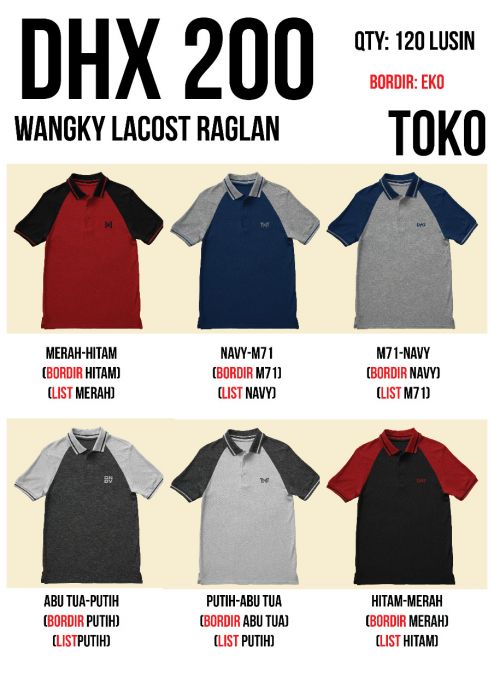 DHX 200
QTY: 120 LUSIN
BORDIR: EKO
WANGKY LACOST RAGLAN
TOKO
MERAH-HITAM
(BORDIR HITAM)
(LIST MERAH)
NAVY-M71
(BORDIR M71)
(LIST NAVY)
M71-NAVY
(BORDIR NAVY)
(LIST M71)
ABU TUA-PUTIH
(BORDIR PUTIH)
(LISTPUTIH)
PUTIH-ABU TUA
(BORDIR ABU TUA)
(LIST PUTIH)
HITAM-MERAH
(BORDIR MERAH)
(LIST HITAM)